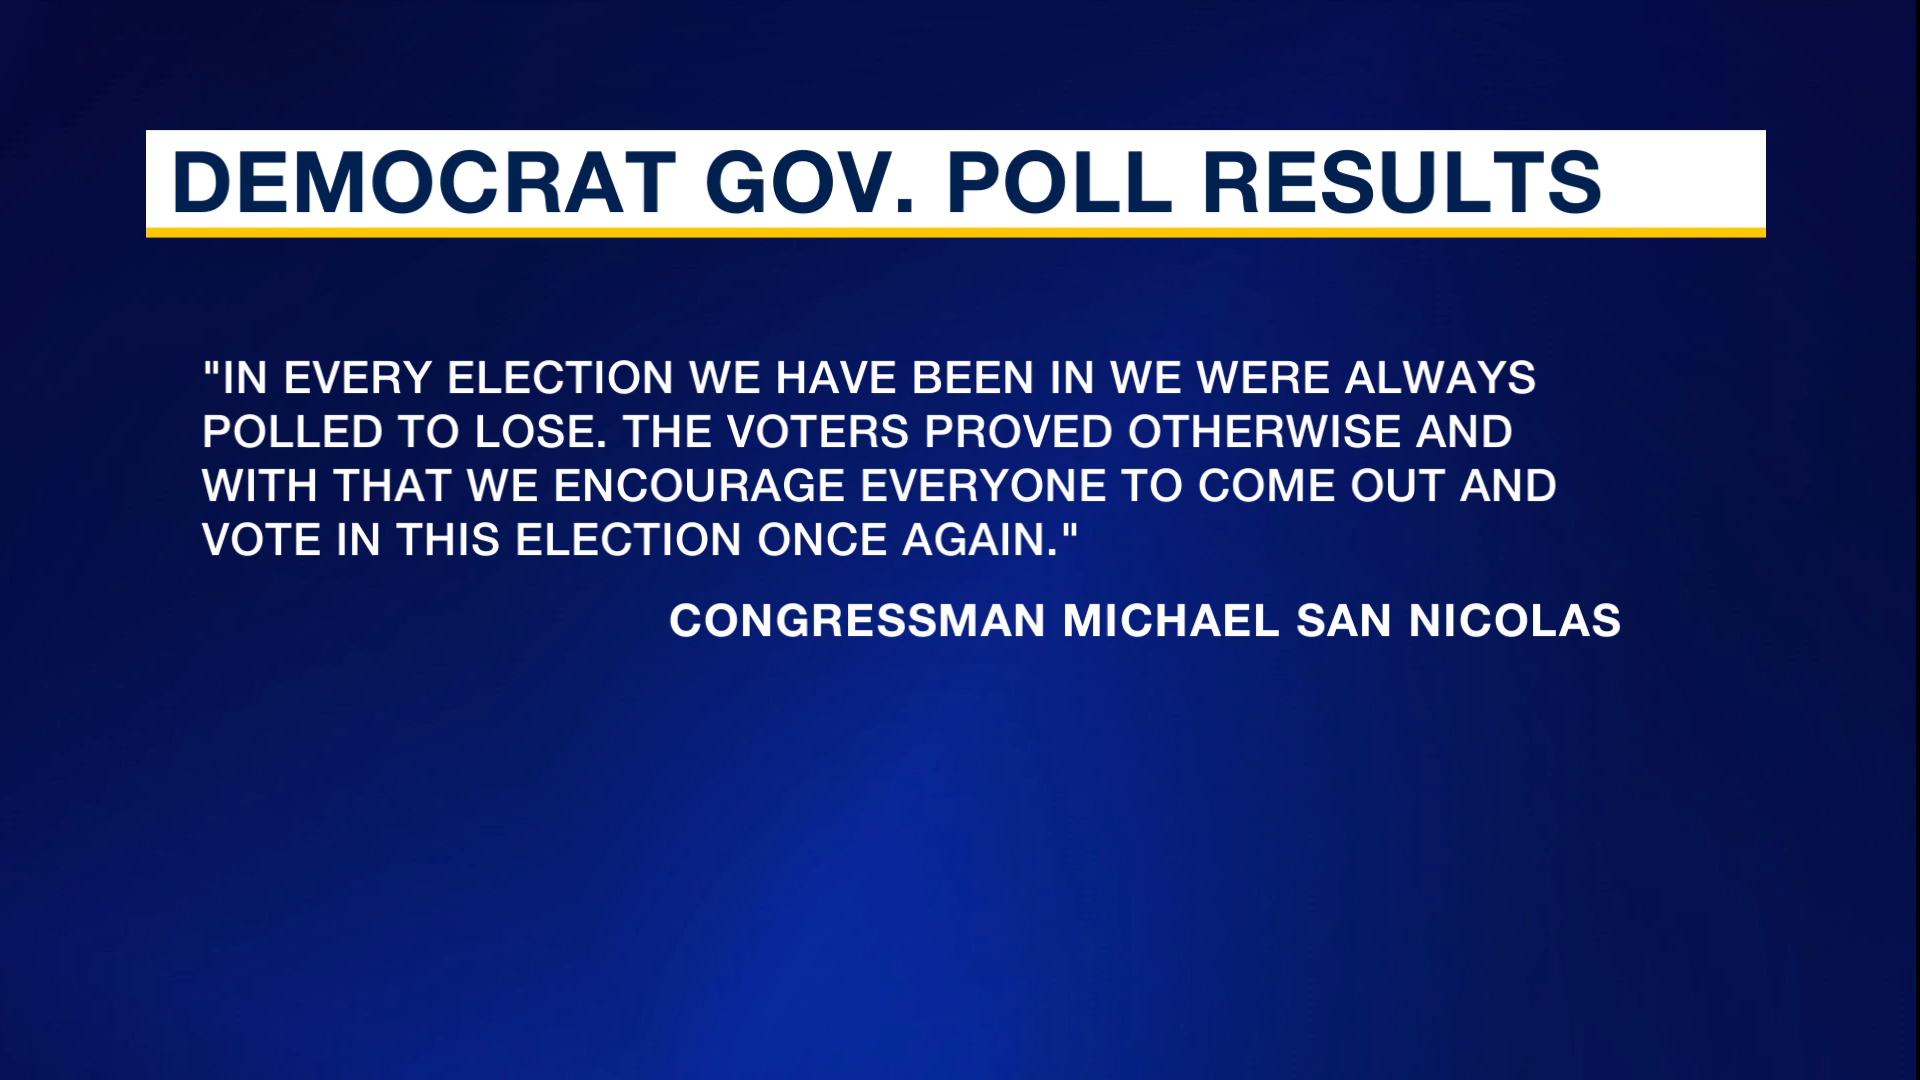 DEMOCRAT GOV. POLL RESULTS
"IN EVERY ELECTION WE HAVE BEEN IN WE WERE ALWAYS
POLLED TO LOSE. THE VOTERS PROVED OTHERWISE AND
WITH THAT WE ENCOURAGE EVERYONE TO COME OUT AND
VOTE IN THIS ELECTION ONCE AGAIN."
CONGRESSMAN MICHAEL SAN NICOLAS